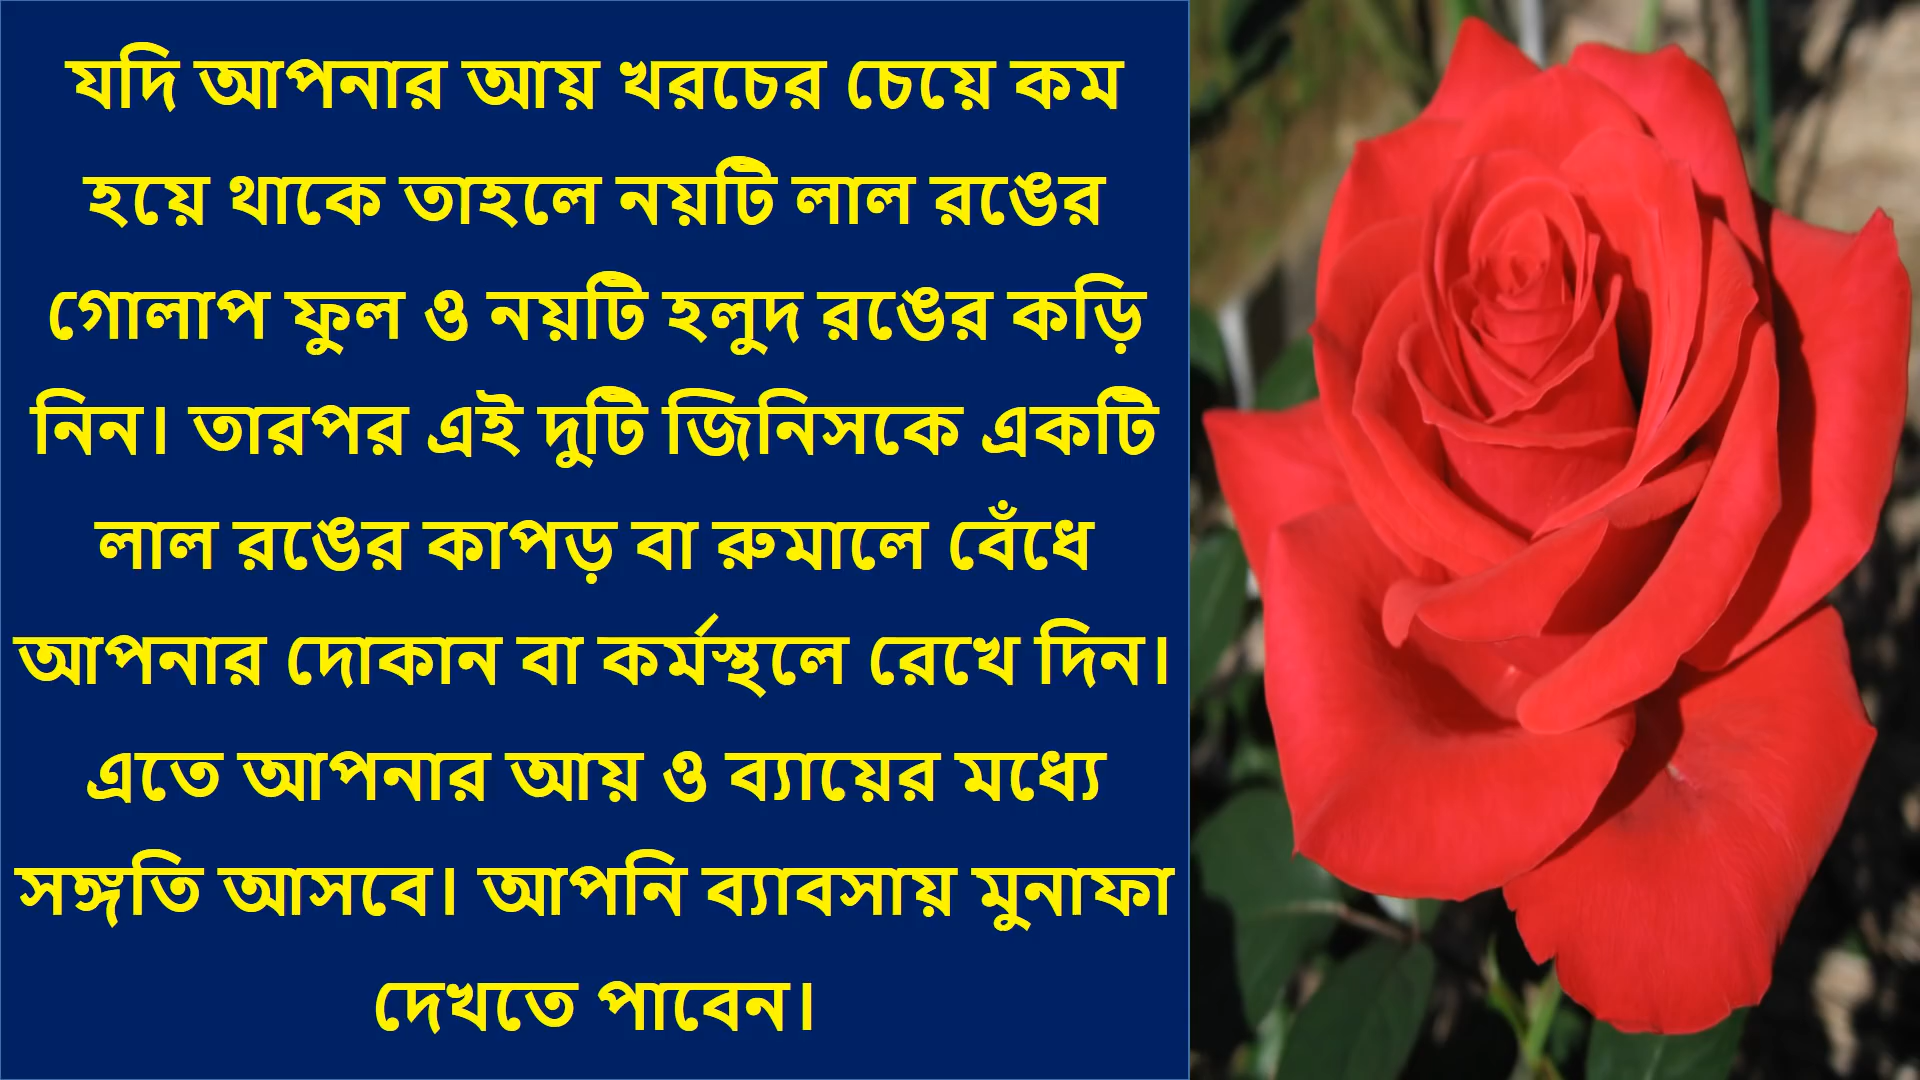 যদি আপনার আয় খরচের চেয়ে কম
হয়ে থাকে তাহলে নয়টি লাল রঙের
গোলাপ ফুল ও নয়টি হলুদ রঙের কড়ি
নিন। তারপর এই দুটি জিনিসকে একটি
লাল রঙের কাপড় বা রুমালে বেঁধে
আপনার দোকান বা কর্মস্থলে রেখে দিন।
এতে আপনার আয় ও ব্যায়ের মধ্যে
সঙ্গতি আসবে। আপনি ব্যাবসায় মুনাফা
দেখতে পাবেন।